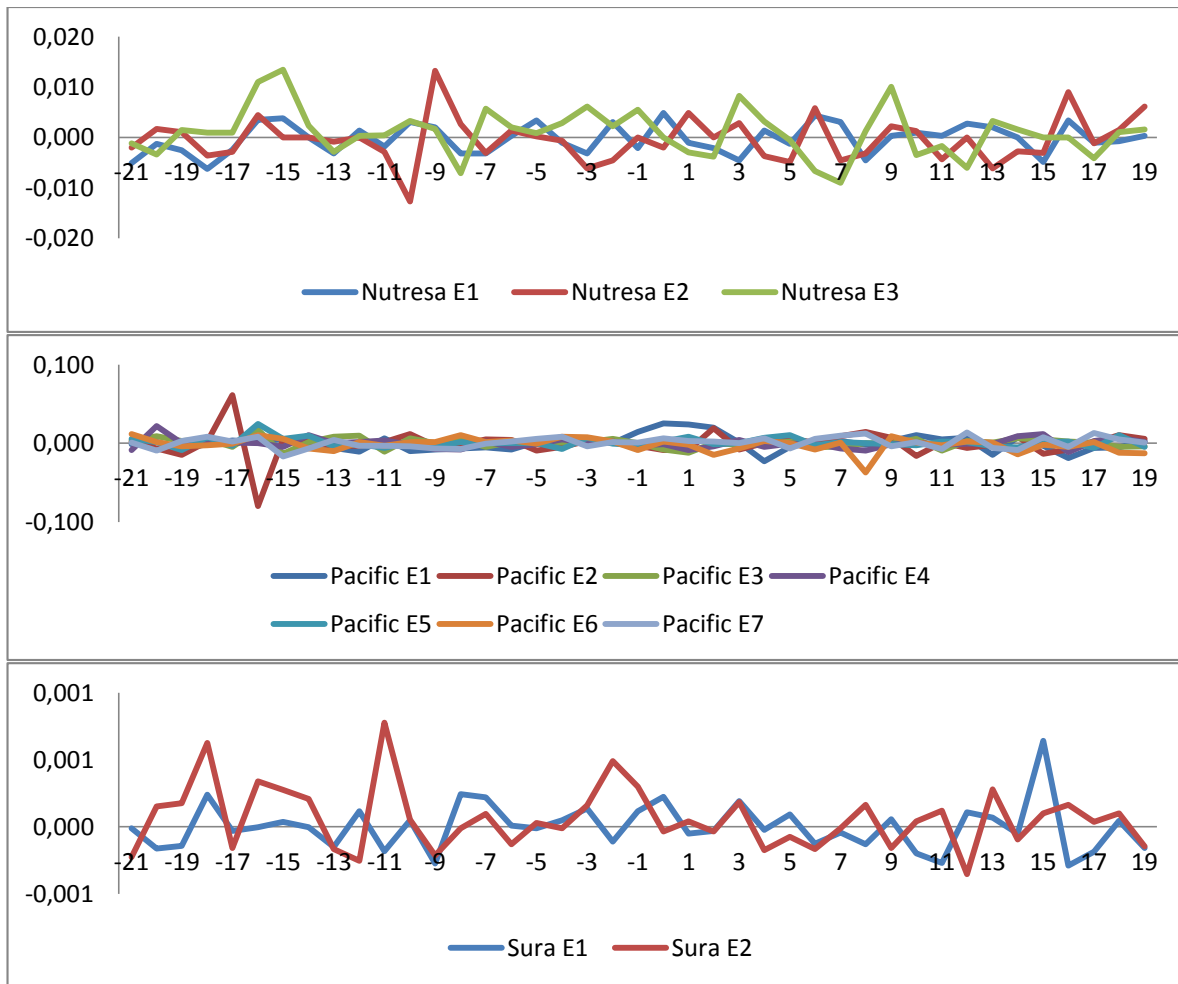 0,020
0,010
0,000
-0,010
-0,020
-21 -19 -17 -15 -13 -11 -9 -7 -5 -3 -1 1 3 5 7 9 11 13 15 17 19
Nutresa E1 Nutresa E2 Nutresa E3
0,100
0,000
-0,100
-21 -19 -17 -15 -13 -11 -9 -7 -5 -3 -1 1 3 5 7 9 11 13 15 17 19
Pacific E1 Pacific E2 Pacific E3 Pacific E4
Pacific E5 Pacific E6 Pacific E7
0,001
0,001
0,000
-0,001
-21 -19 -17 -15 -13 -11 -9 -7 -5 -3 -1 1 3 5 7 9 11 13 15 17 19
Sura E1 Sura E2